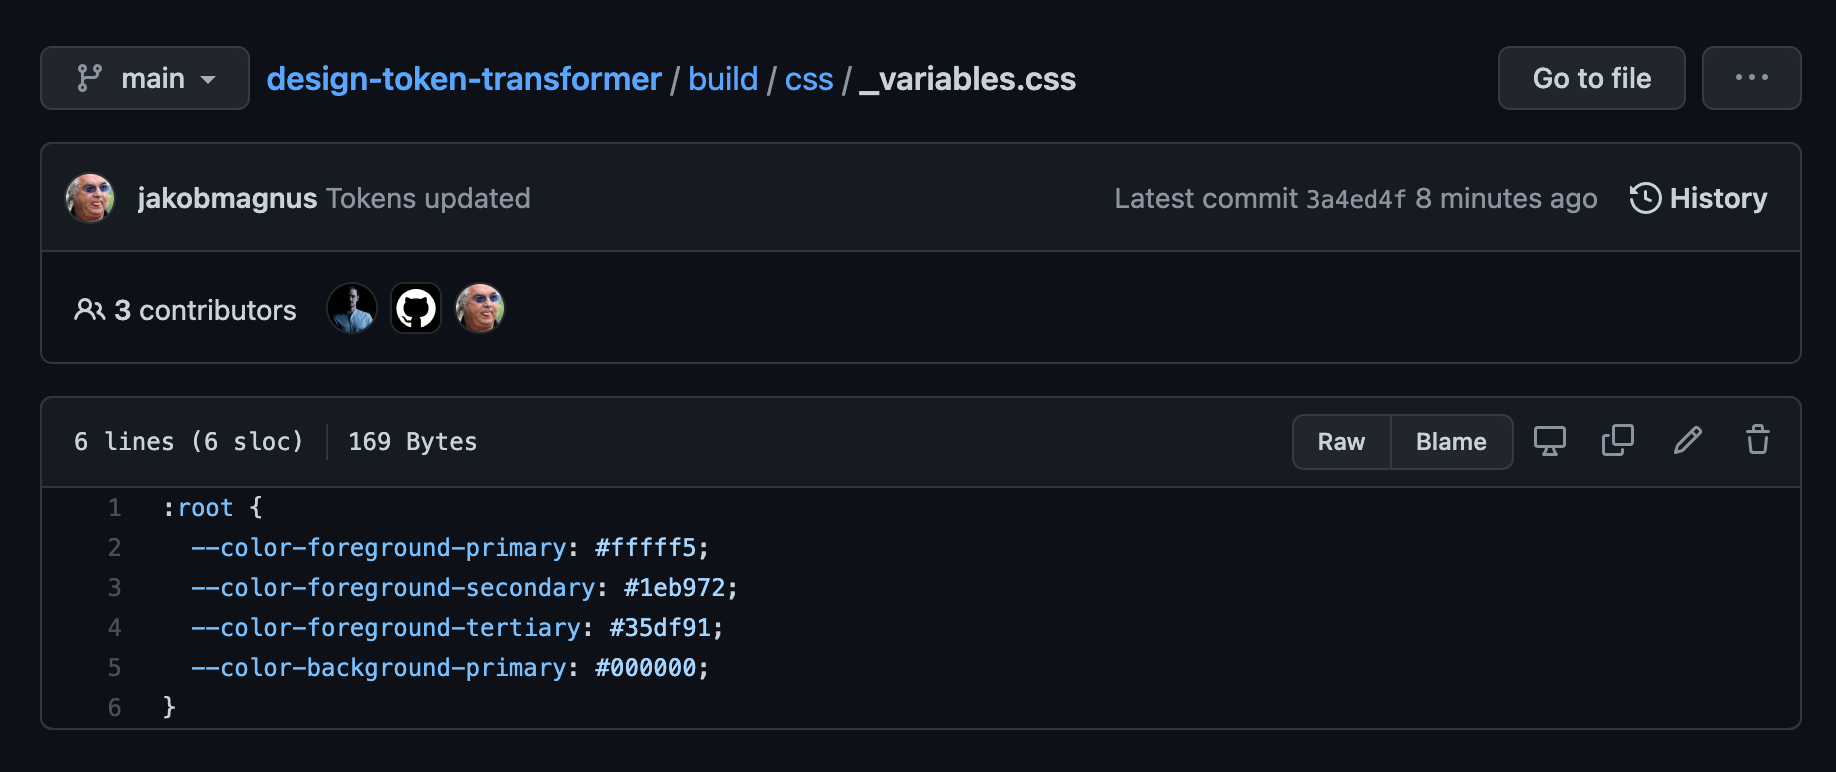 main design-token-transformer / build / css / _variables.css Go to file ···
jakobmagnus Tokens updated Latest commit 3a4ed4f 8 minutes ago History
3 contributors
6 lines (6 sloc) 169 Bytes Raw Blame
1 :root {
2 --color-foreground-primary: #fffff5;
3 --color-foreground-secondary: #1eb972;
4 --color-foreground-tertiary: #35df91;
5 --color-background-primary: #000000;
6 }